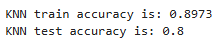 KNN train accuracy is: 0.8973
KNN test accuracy is: 0.8